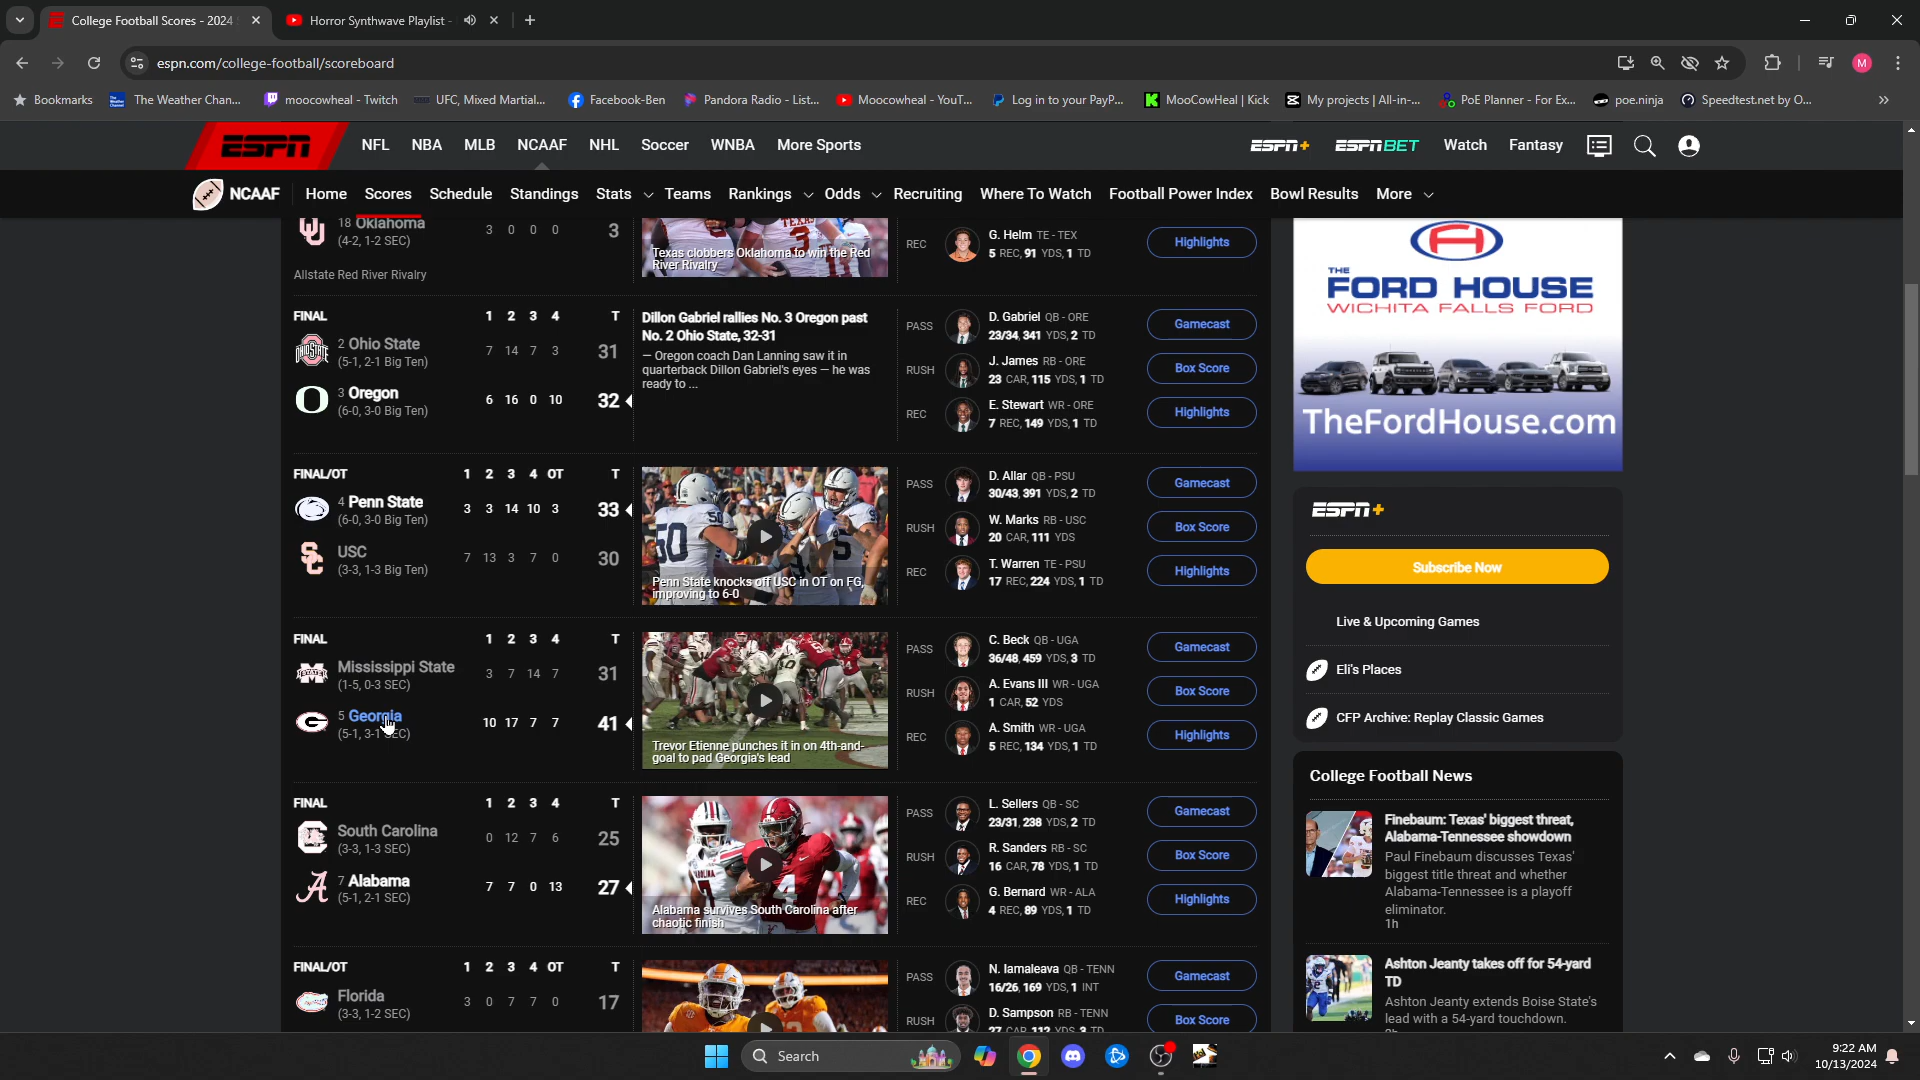 College Football Scores - 2024
Horror Synthwave Playlist -
espn.com/college-football/scoreboard
M
Bookmarks
The Weather Chan...
moocowheal - Twitch
UFC, Mixed Martial...
Facebook-Ben
Pandora Radio - List...
Moocowheal - YouT...
Log in to your PayP...
MooCowHeal | Kick
My projects | All-in-...
PoE Planner - For Ex...
poe.ninja
Speedtest.net by O...
ESPN NFL NBA MLB NCAAF NHL Soccer WNBA More Sports
ESPN+ ESPN BET Watch Fantasy
NCAAF Home Scores Schedule Standings Stats Teams Rankings Odds Recruiting Where To Watch Football Power Index Bowl Results More
18 Oklahoma 3 0 0 0 3
(4-2, 1-2 SEC)
Allstate Red River Rivalry
Texas clobbers Oklahoma to win the Red
River Rivalry
REC G. Helm TE - TEX
5 REC, 91 YDS, 1 TD
Highlights
FINAL 1 2 3 4 T
2 Ohio State 7 14 7 3 31
(5-1, 2-1 Big Ten)
3 Oregon 6 16 0 10 32
(6-0, 3-0 Big Ten)
Dillon Gabriel rallies No. 3 Oregon past
No. 2 Ohio State, 32-31
— Oregon coach Dan Lanning saw it in
quarterback Dillon Gabriel's eyes — he was
ready to ...
PASS D. Gabriel QB - ORE
23/34, 341 YDS, 2 TD
RUSH J. James RB - ORE
23 CAR, 115 YDS, 1 TD
REC E. Stewart WR - ORE
7 REC, 149 YDS, 1 TD
Gamecast
Box Score
Highlights
FINAL/OT 1 2 3 4 OT T
4 Penn State 3 3 14 10 3 33
(6-0, 3-0 Big Ten)
USC 7 13 3 7 0 30
(3-3, 1-3 Big Ten)
Penn State knocks off USC in OT on FG,
improving to 6-0
PASS D. Allar QB - PSU
30/43, 391 YDS, 2 TD
RUSH W. Marks RB - USC
20 CAR, 111 YDS
REC T. Warren TE - PSU
17 REC, 224 YDS, 1 TD
Gamecast
Box Score
Highlights
FINAL 1 2 3 4 T
Mississippi State 3 7 14 7 31
(1-5, 0-3 SEC)
5 Georgia 10 17 7 7 41
(5-1, 3-1 SEC)
Trevor Etienne punches it in on 4th-and-
goal to pad Georgia's lead
PASS C. Beck QB - UGA
36/48, 459 YDS, 3 TD
RUSH A. Evans III WR - UGA
1 CAR, 52 YDS
REC A. Smith WR - UGA
5 REC, 134 YDS, 1 TD
Gamecast
Box Score
Highlights
FINAL 1 2 3 4 T
South Carolina 0 12 7 6 25
(3-3, 1-3 SEC)
7 Alabama 7 7 0 13 27
(5-1, 2-1 SEC)
Alabama survives South Carolina after
chaotic finish
PASS L. Sellers QB - SC
23/31, 238 YDS, 2 TD
RUSH R. Sanders RB - SC
16 CAR, 78 YDS, 1 TD
REC G. Bernard WR - ALA
4 REC, 89 YDS, 1 TD
Gamecast
Box Score
Highlights
FINAL/OT 1 2 3 4 OT T
Florida 3 0 7 7 0 17
(3-3, 1-2 SEC)
PASS N. Iamaleava QB - TENN
16/26, 169 YDS, 1 INT
RUSH D. Sampson RB - TENN
27 CAR, 112 YDS, 3 TD
Gamecast
Box Score
THE
FORD HOUSE
WICHITA FALLS FORD
TheFordHouse.com
ESPN+
Subscribe Now
Live & Upcoming Games
Eli's Places
CFP Archive: Replay Classic Games
College Football News
Finebaum: Texas' biggest threat,
Alabama-Tennessee showdown
Paul Finebaum discusses Texas'
biggest title threat and whether
Alabama-Tennessee is a playoff
eliminator.
1h
Ashton Jeanty takes off for 54-yard
TD
Ashton Jeanty extends Boise State's
lead with a 54-yard touchdown.
Search
9:22 AM
10/13/2024